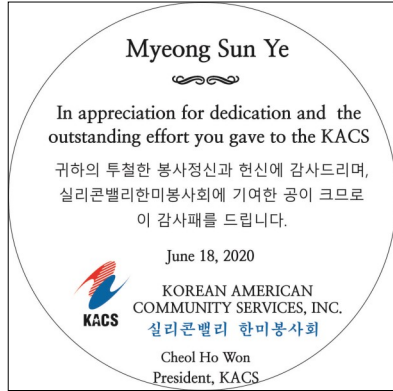 Myeong Sun Ye
In appreciation for dedication and the
outstanding effort you gave to the KACS
귀하의 투철한 봉사정신과 헌신에 감사드리며,
실리콘밸리한미봉사회에 기여한 공이 크므로
이 감사패를 드립니다.
June 18, 2020
KACS
KOREAN AMERICAN
COMMUNITY SERVICES, INC.
실리콘밸리 한미봉사회
Cheol Ho Won
President, KACS